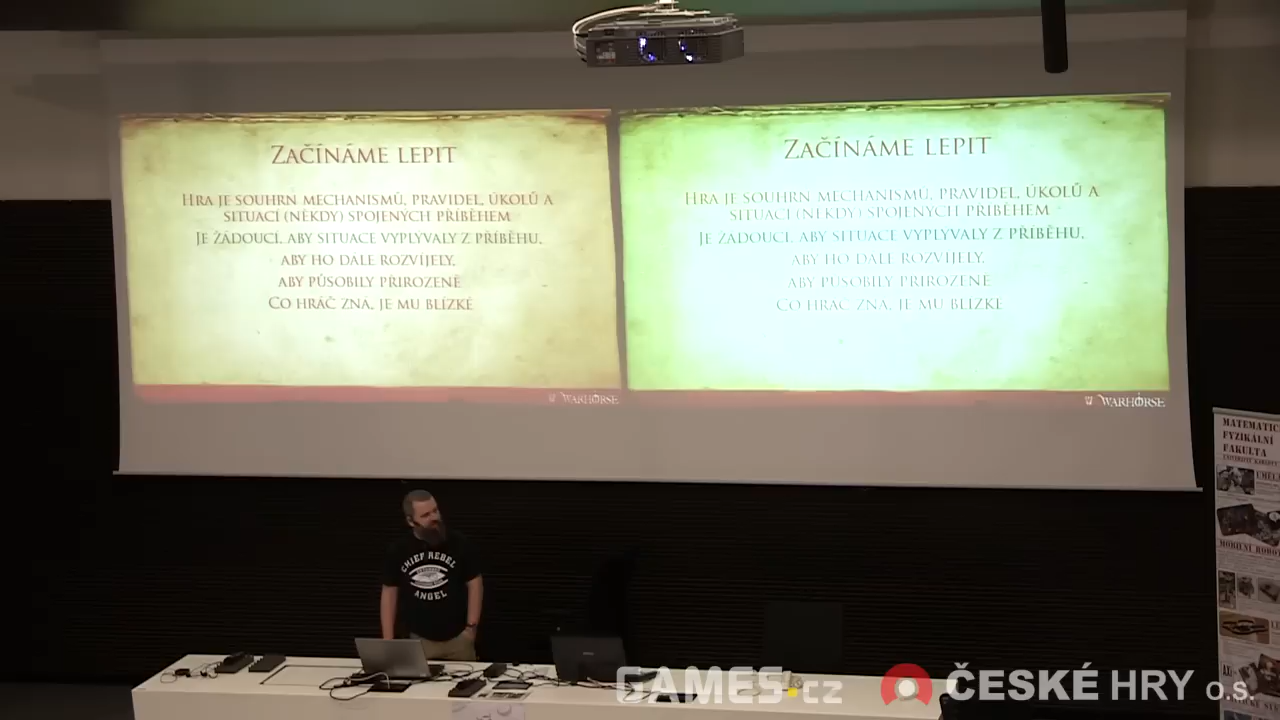 Začínáme lepit
Hra je souhrn mechanismů, pravidel, úkolů a
situací (někdy) spojených příběhem
Je žádoucí, aby situace vyplývaly z příběhu,
aby ho dále rozvíjely,
aby působily přirozeně
Co hráč zná, je mu blízké
Warhorse
Začínáme lepit
Hra je souhrn mechanismů, pravidel, úkolů a
situací (někdy) spojených příběhem
Je žádoucí, aby situace vyplývaly z příběhu,
aby ho dále rozvíjely,
aby působily přirozeně
Co hráč zná, je mu blízké
Warhorse
MATEMATIC
FYZIKÁLNÍ
FAKULTA
CHIEF REBEL
ANGEL
GAMES.cz
ČESKÉ HRY o.s.